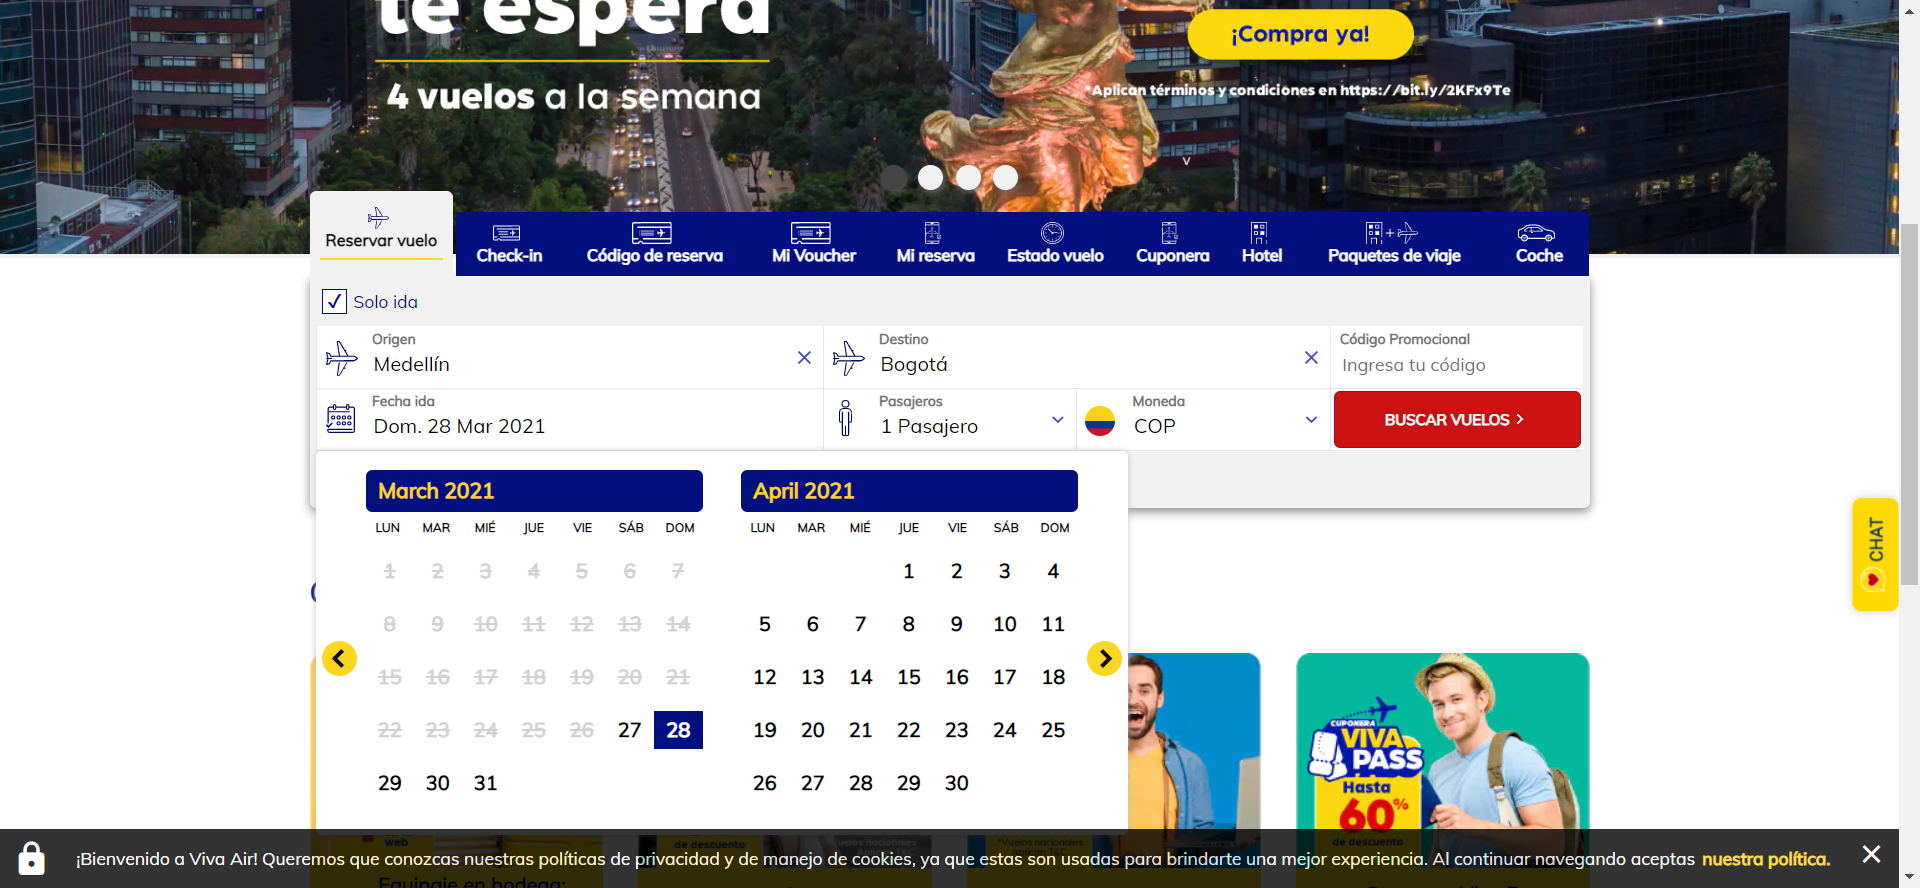 te espera
¡Compra ya!
4 vuelos a la semana
*Aplican términos y condiciones en https://bit.ly/2KFx9Te
v
Reservar vuelo
Check-in
Código de reserva
Mi Voucher
Mi reserva
Estado vuelo
Cuponera
Hotel
Paquetes de viaje
Coche
Solo ida
Origen
Medellín
Destino
Bogotá
Código Promocional
Ingresa tu código
Fecha ida
Dom. 28 Mar 2021
Pasajeros
1 Pasajero
Moneda
COP
BUSCAR VUELOS
March 2021
LUN MAR MIÉ JUE VIE SÁB DOM
1 2 3 4 5 6 7
8 9 10 11 12 13 14
15 16 17 18 19 20 21
22 23 24 25 26 27 28
29 30 31
April 2021
LUN MAR MIÉ JUE VIE SÁB DOM
1 2 3 4
5 6 7 8 9 10 11
12 13 14 15 16 17 18
19 20 21 22 23 24 25
26 27 28 29 30
CHAT
CUPONERA
VIVA
PASS
Hasta
60%
de descuento
web
de descuento
*Vuelos nacionales
¡Bienvenido a Viva Air! Queremos que conozcas nuestras políticas de privacidad y de manejo de cookies, ya que estas son usadas para brindarte una mejor experiencia. Al continuar navegando aceptas nuestra política.
Equipaje en bodega: